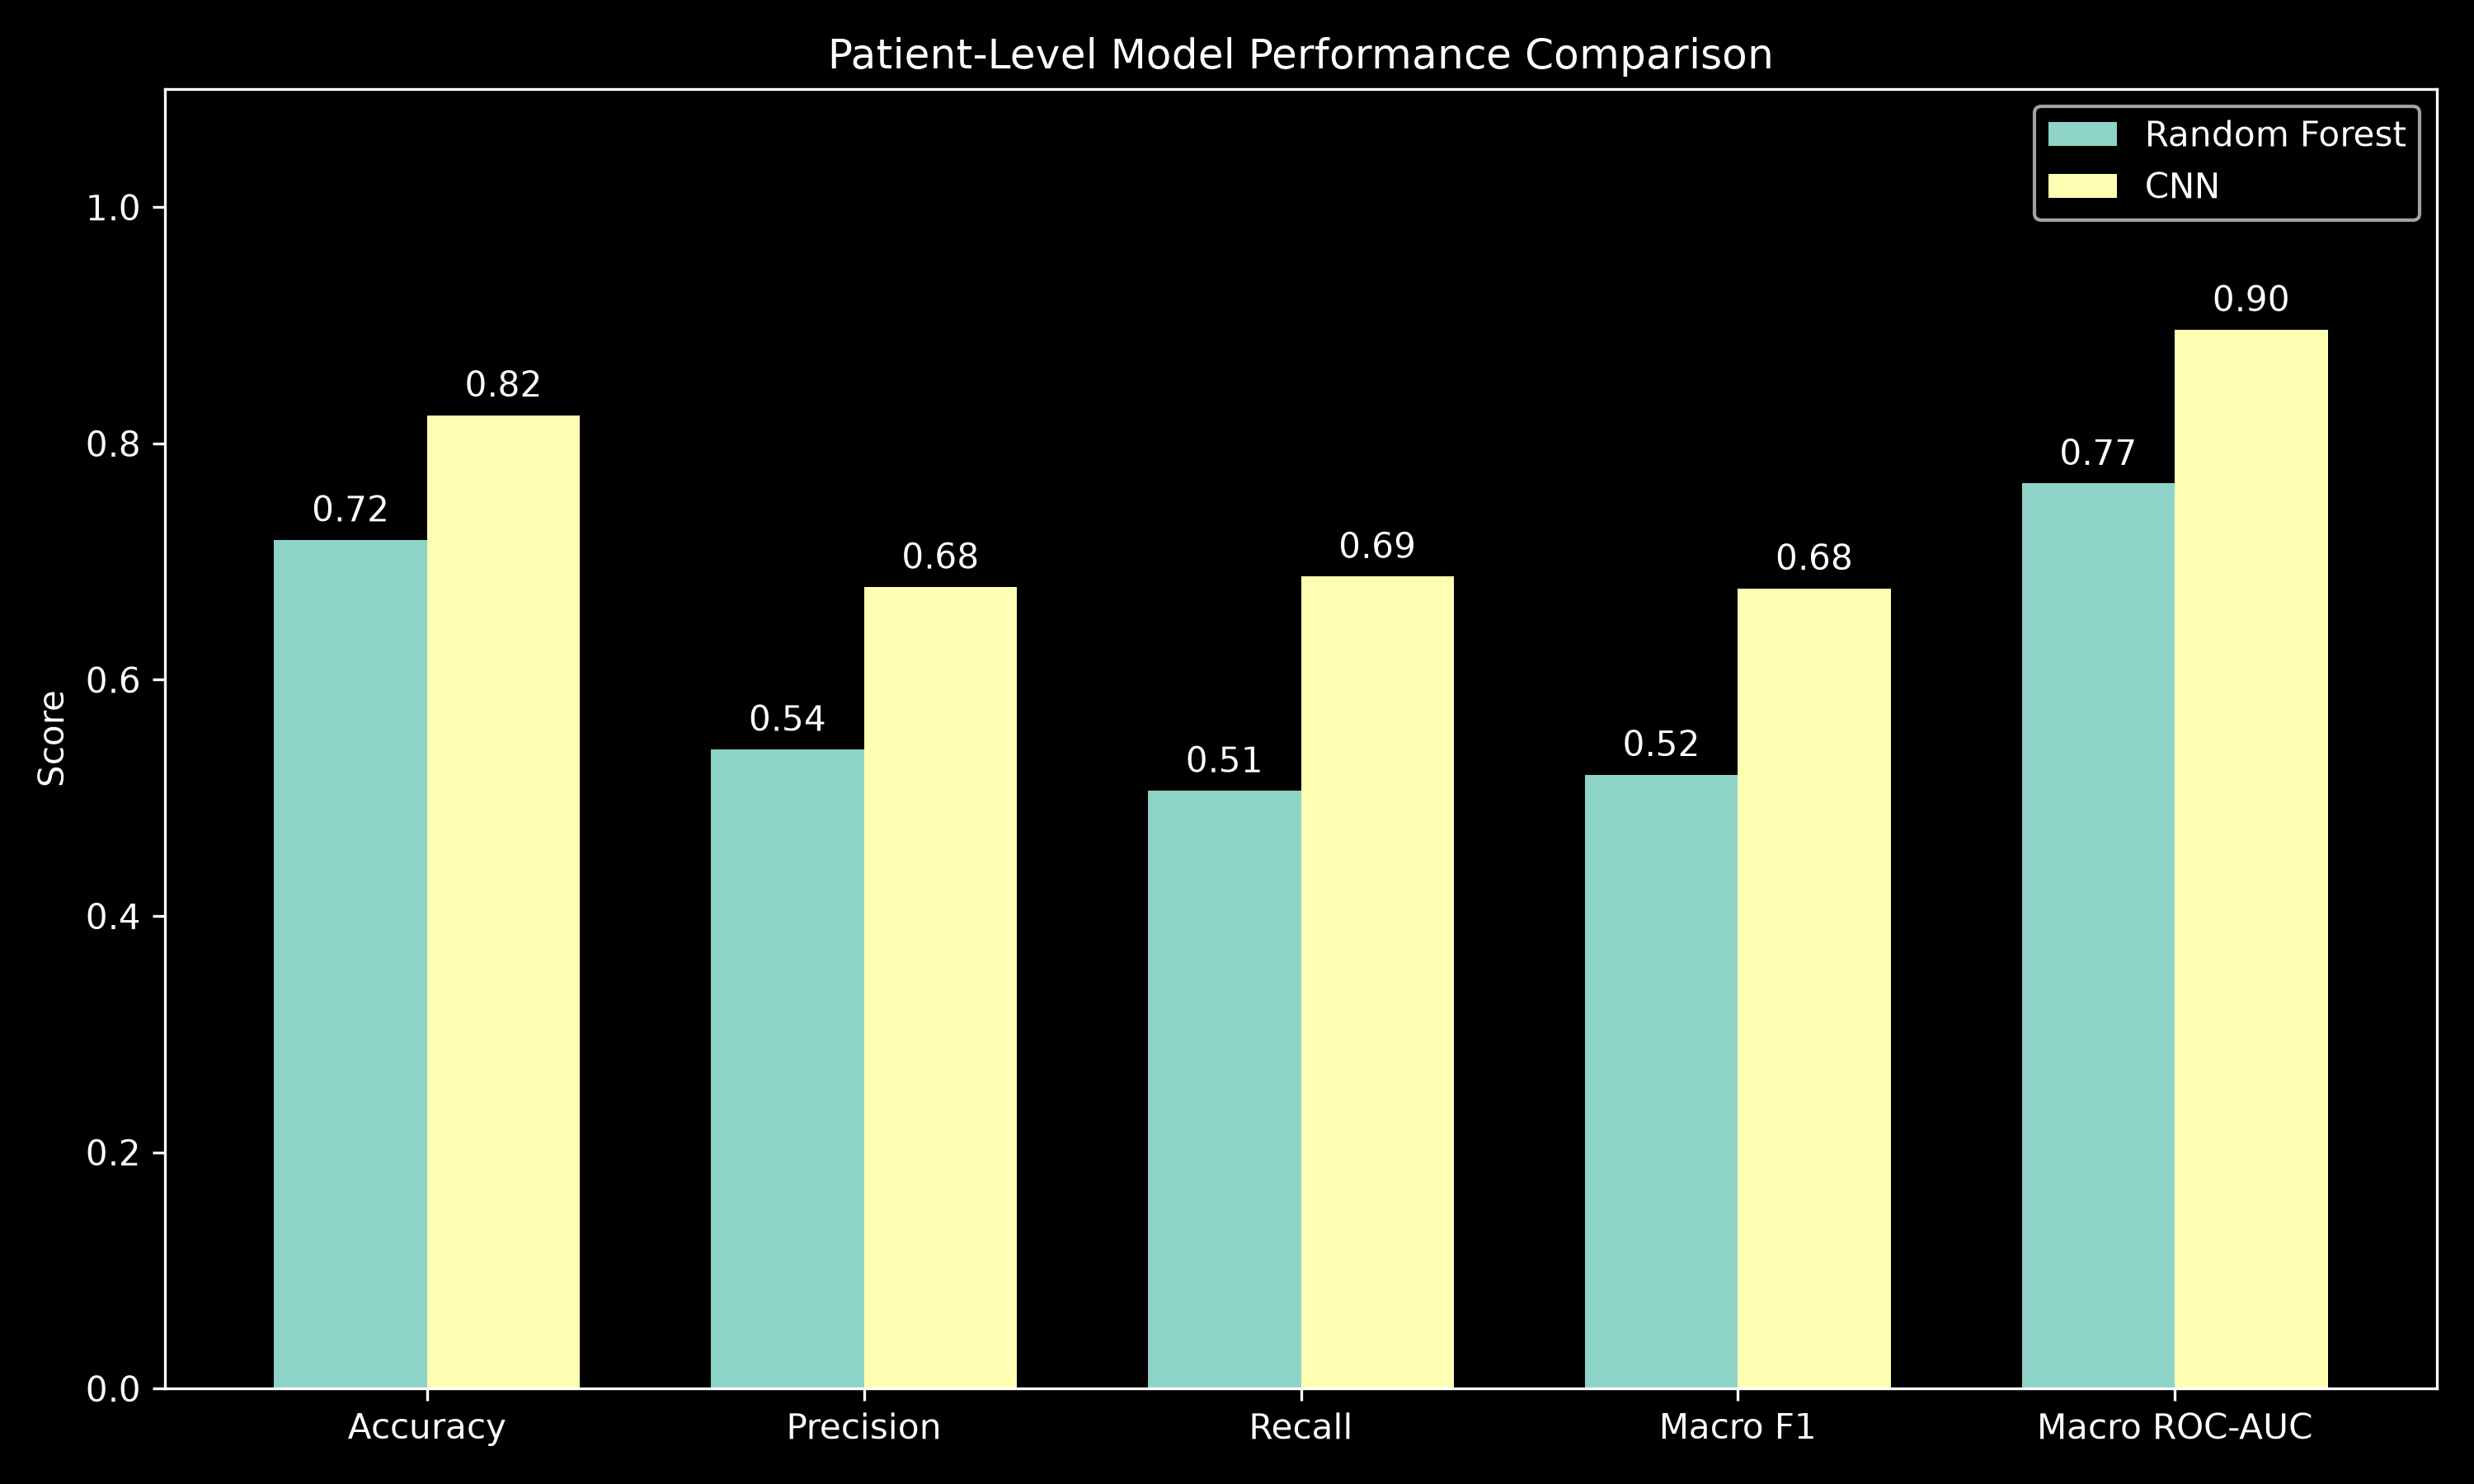 Patient-Level Model Performance Comparison
Random Forest
CNN
Score
1.0
0.8
0.6
0.4
0.2
0.0
0.72
0.82
0.54
0.68
0.51
0.69
0.52
0.68
0.77
0.90
Accuracy
Precision
Recall
Macro F1
Macro ROC-AUC